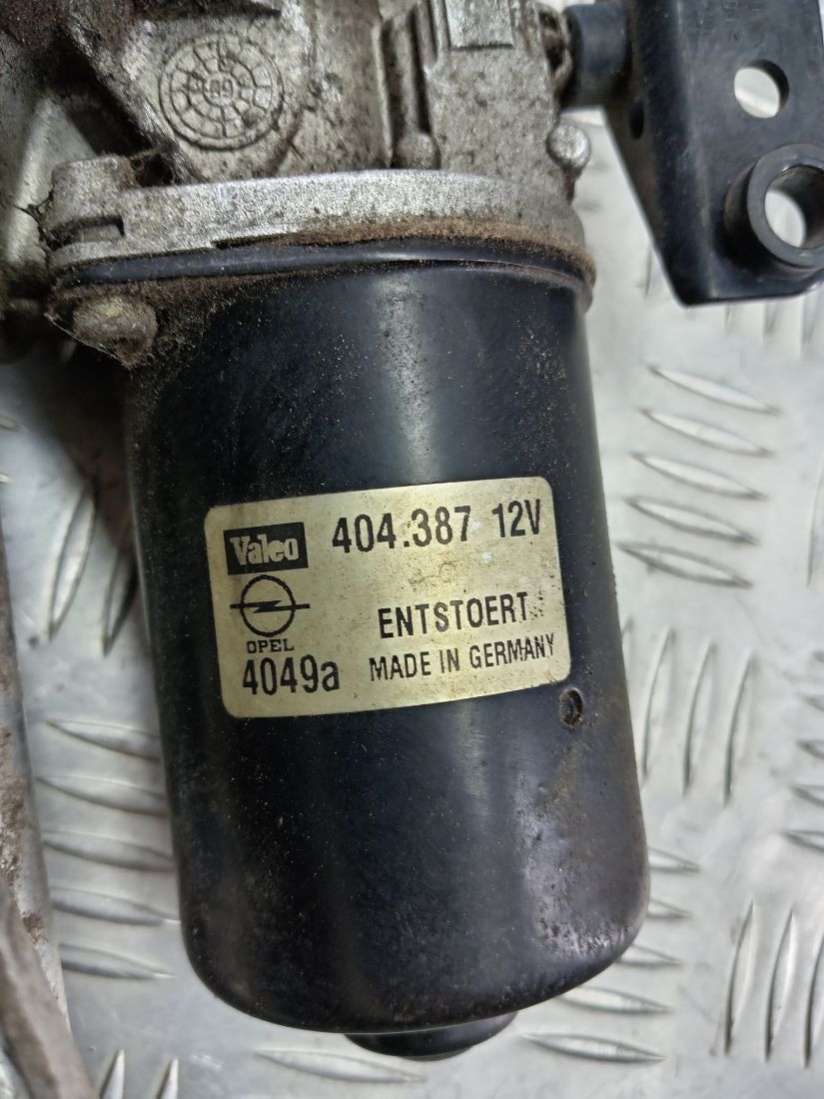 Valeo 404.387 12V
ENTSTOERT
OPEL
4049a MADE IN GERMANY